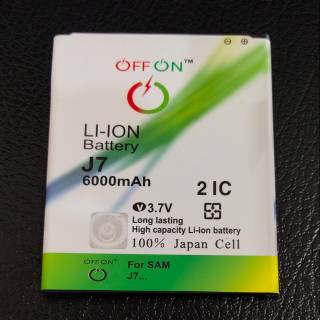 OFF ON™
LI-ION
Battery
J7
6000mAh
2 IC
V 3.7V
Long lasting
High capacity Li-ion battery
100% Japan Cell
OFF ON™
For SAM
J7...